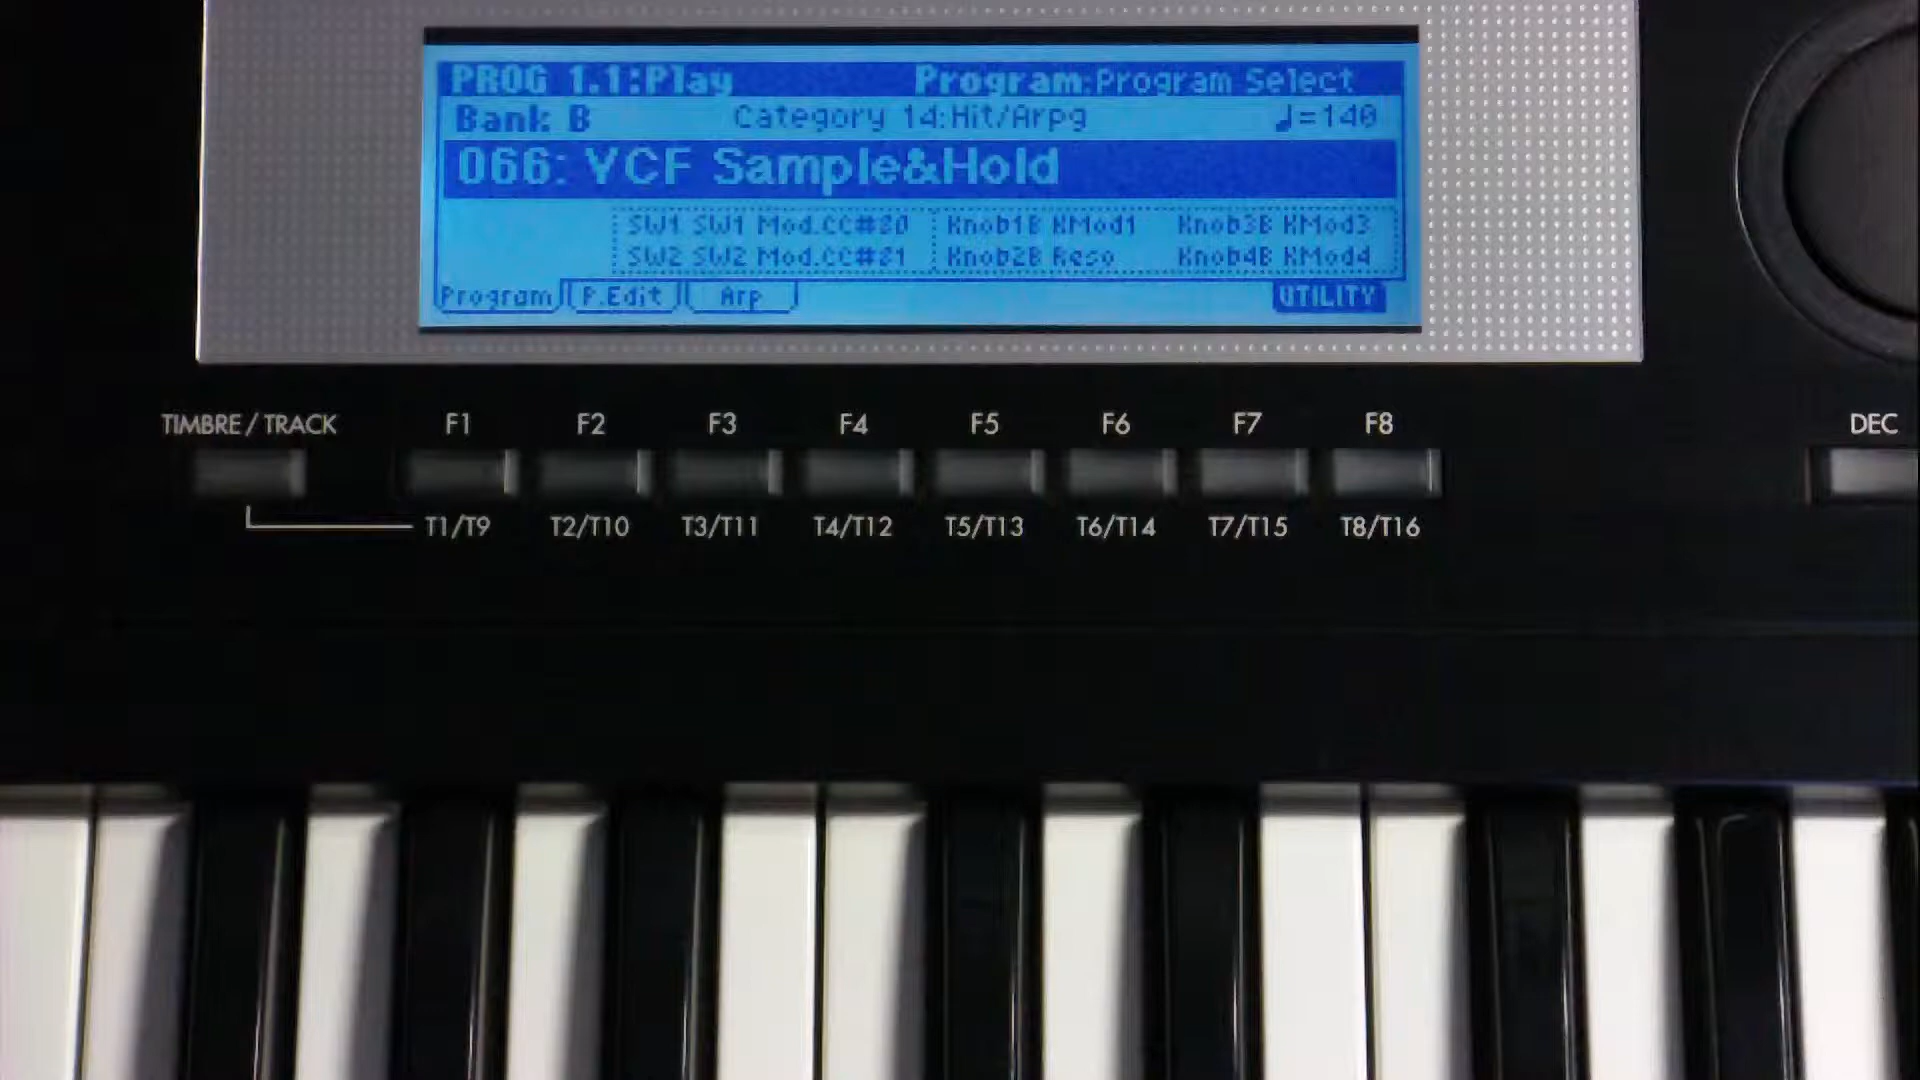 PROG 1.1:Play Program:Program Select
Bank B Category 14:Hit/Arpg ♩=140
066: VCF Sample&Hold
SW1 SW1 Mod.CC#80 Knob1B KMod1 Knob3B KMod3
SW2 SW2 Mod.CC#81 Knob2B Reso Knob4B KMod4
Program P.Edit Arp UTILITY
TIMBRE / TRACK F1 F2 F3 F4 F5 F6 F7 F8 DEC
T1/T9 T2/T10 T3/T11 T4/T12 T5/T13 T6/T14 T7/T15 T8/T16